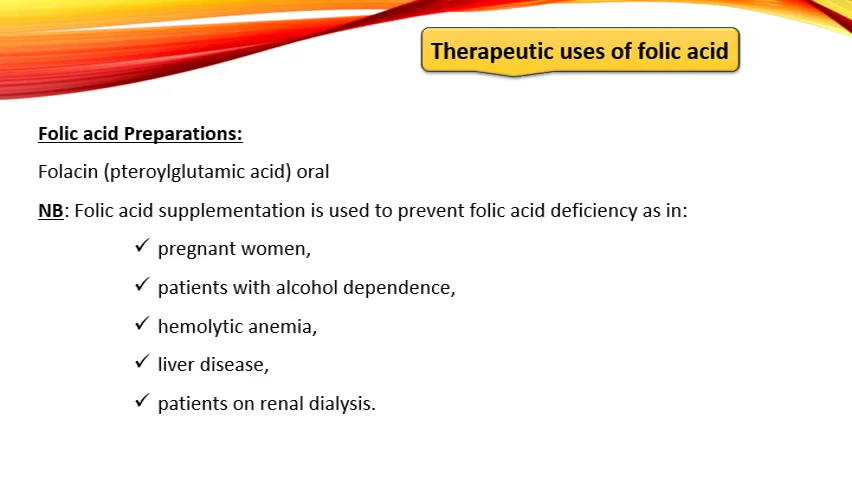 Therapeutic uses of folic acid
Folic acid Preparations:
Folacin (pteroylglutamic acid) oral
NB: Folic acid supplementation is used to prevent folic acid deficiency as in:
✓ pregnant women,
✓ patients with alcohol dependence,
✓ hemolytic anemia,
✓ liver disease,
✓ patients on renal dialysis.